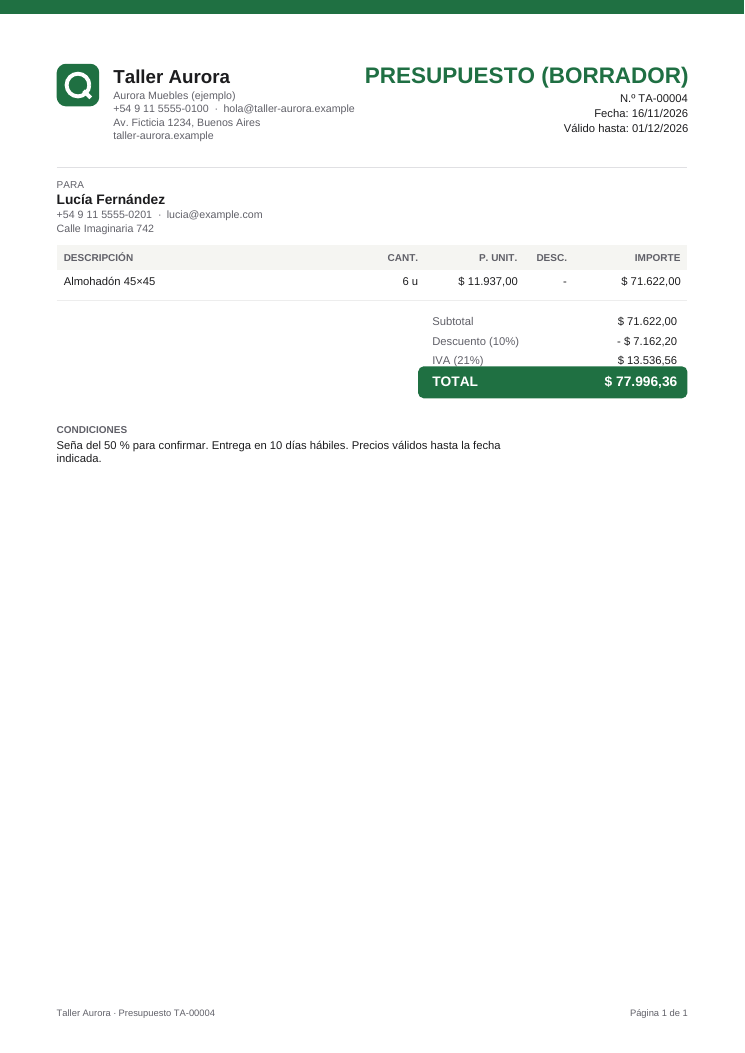 Taller Aurora
Aurora Muebles (ejemplo)
+54 9 11 5555-0100 · hola@taller-aurora.example
Av. Ficticia 1234, Buenos Aires
taller-aurora.example
PRESUPUESTO (BORRADOR)
N.º TA-00004
Fecha: 16/11/2026
Válido hasta: 01/12/2026
PARA
Lucía Fernández
+54 9 11 5555-0201 · lucia@example.com
Calle Imaginaria 742
DESCRIPCIÓN CANT. P. UNIT. DESC. IMPORTE
Almohadón 45×45 6 u $ 11.937,00 - $ 71.622,00
Subtotal $ 71.622,00
Descuento (10%) - $ 7.162,20
IVA (21%) $ 13.536,56
TOTAL $ 77.996,36
CONDICIONES
Seña del 50 % para confirmar. Entrega en 10 días hábiles. Precios válidos hasta la fecha
indicada.
Taller Aurora · Presupuesto TA-00004 Página 1 de 1